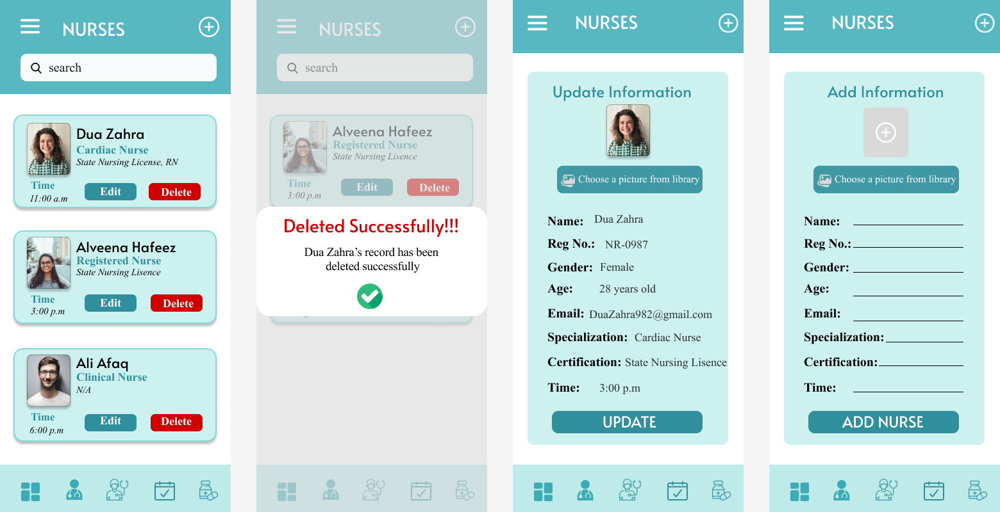 NURSES
search
Dua Zahra
Cardiac Nurse
State Nursing License, RN
Time
11:00 a.m
Edit
Delete
Alveena Hafeez
Registered Nurse
State Nursing Lisence
Time
3:00 p.m
Edit
Delete
Ali Afaq
Clinical Nurse
N/A
Time
6:00 p.m
Edit
Delete
NURSES
search
Alveena Hafeez
Registered Nurse
State Nursing Lisence
Time
3:00 p.m
Edit
Delete
Deleted Successfully!!!
Dua Zahra’s record has been
deleted successfully
NURSES
Update Information
Choose a picture from library
Name: Dua Zahra
Reg No.: NR-0987
Gender: Female
Age: 28 years old
Email: DuaZahra982@gmail.com
Specialization: Cardiac Nurse
Certification: State Nursing Lisence
Time: 3:00 p.m
UPDATE
NURSES
Add Information
Choose a picture from library
Name:
Reg No.:
Gender:
Age:
Email:
Specialization:
Certification:
Time:
ADD NURSE